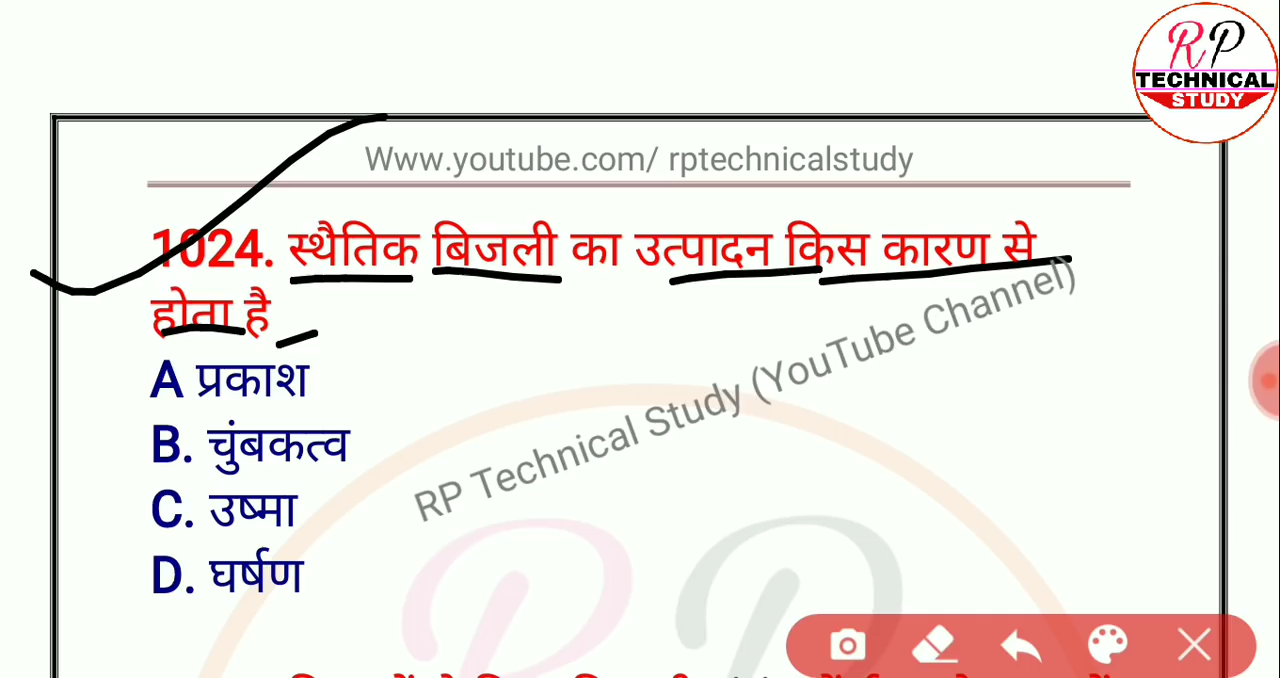 RP
TECHNICAL
STUDY
Www.youtube.com/ rptechnicalstudy
1024. स्थैतिक बिजली का उत्पादन किस कारण से
होता है
A प्रकाश
B. चुंबकत्व
C. उष्मा
D. घर्षण
RP Technical Study (YouTube Channel)
RP